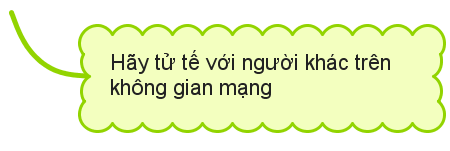 Hãy tử tế với người khác trên
không gian mạng